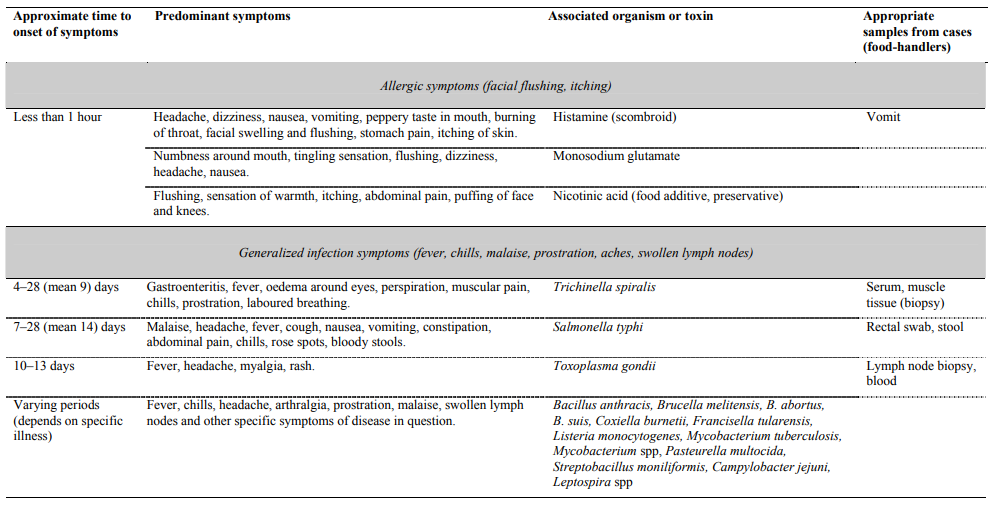 Approximate time to onset of symptoms
Predominant symptoms
Associated organism or toxin
Appropriate samples from cases (food-handlers)
Allergic symptoms (facial flushing, itching)
Less than 1 hour
Headache, dizziness, nausea, vomiting, peppery taste in mouth, burning
of throat, facial swelling and flushing, stomach pain, itching of skin.
Histamine (scombroid)
Vomit
Numbness around mouth, tingling sensation, flushing, dizziness,
headache, nausea.
Monosodium glutamate
Flushing, sensation of warmth, itching, abdominal pain, puffing of face
and knees.
Nicotinic acid (food additive, preservative)
Generalized infection symptoms (fever, chills, malaise, prostration, aches, swollen lymph nodes)
4–28 (mean 9) days
Gastroenteritis, fever, oedema around eyes, perspiration, muscular pain,
chills, prostration, laboured breathing.
Trichinella spiralis
Serum, muscle
tissue (biopsy)
7–28 (mean 14) days
Malaise, headache, fever, cough, nausea, vomiting, constipation,
abdominal pain, chills, rose spots, bloody stools.
Salmonella typhi
Rectal swab, stool
10–13 days
Fever, headache, myalgia, rash.
Toxoplasma gondii
Lymph node biopsy,
blood
Varying periods
(depends on specific
illness)
Fever, chills, headache, arthralgia, prostration, malaise, swollen lymph
nodes and other specific symptoms of disease in question.
Bacillus anthracis, Brucella melitensis, B. abortus,
B. suis, Coxiella burnetii, Francisella tularensis,
Listeria monocytogenes, Mycobacterium tuberculosis,
Mycobacterium spp, Pasteurella multocida,
Streptobacillus moniliformis, Campylobacter jejuni,
Leptospira spp